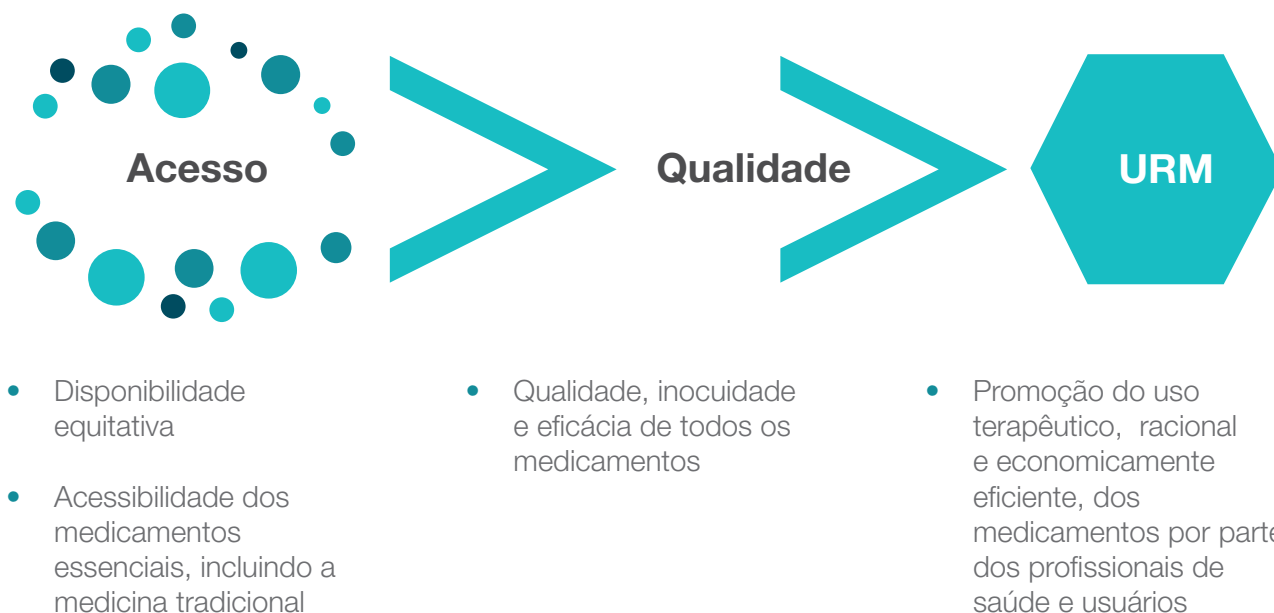 Acesso
Qualidade
URM
• Disponibilidade
equitativa
• Acessibilidade dos
medicamentos
essenciais, incluindo a
medicina tradicional
• Qualidade, inocuidade
e eficácia de todos os
medicamentos
• Promoção do uso
terapêutico, racional
e economicamente
eficiente, dos
medicamentos por parte
dos profissionais de
saúde e usuários